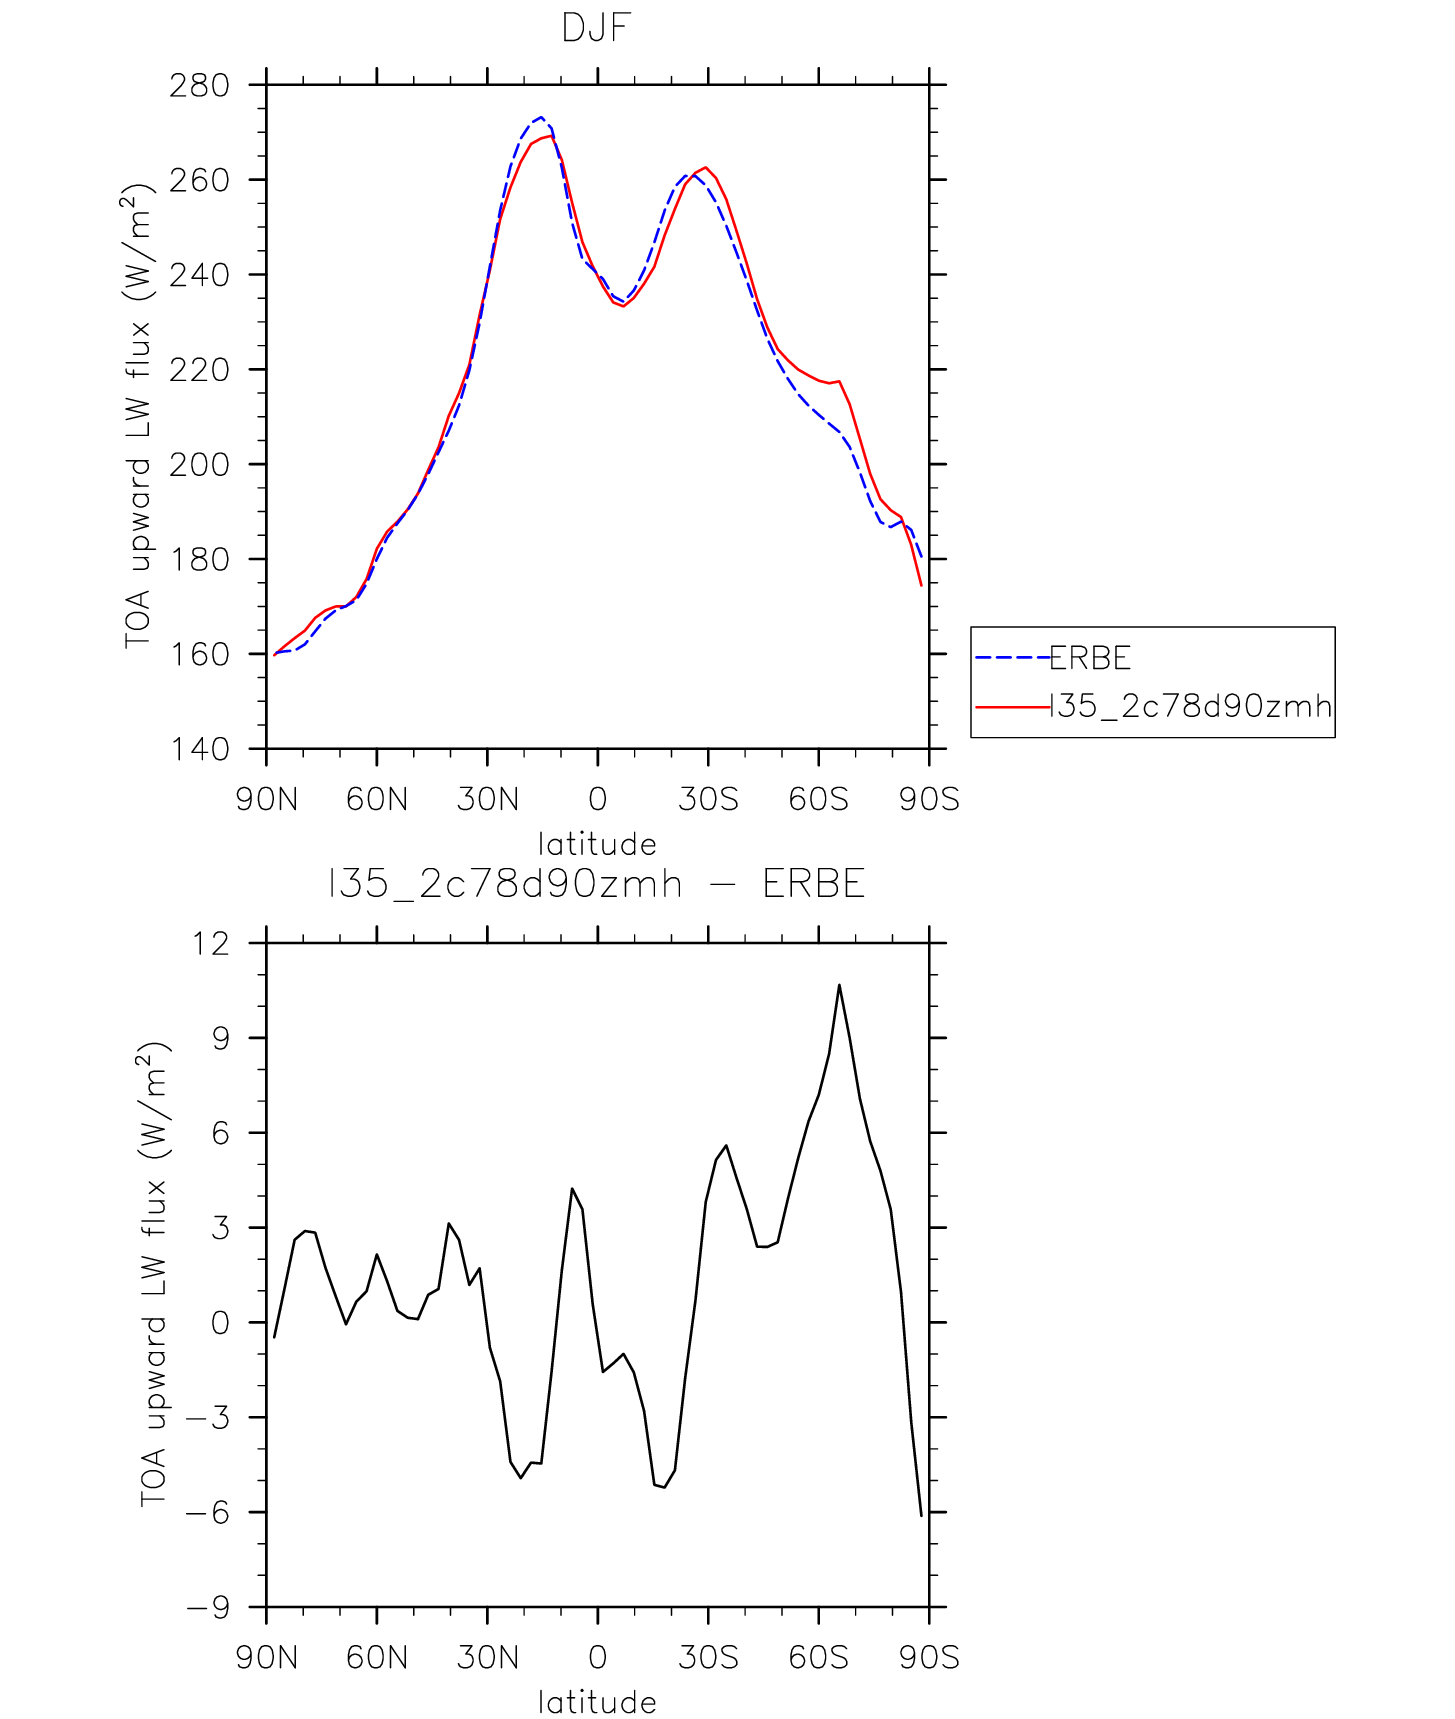 DJF
280
260
240
220
200
180
160
140
TOA upward LW flux (W/m²)
90N 60N 30N 0 30S 60S 90S
latitude
ERBE
I35_2c78d90zmh
I35_2c78d90zmh – ERBE
12
9
6
3
0
–3
–6
–9
TOA upward LW flux (W/m²)
90N 60N 30N 0 30S 60S 90S
latitude